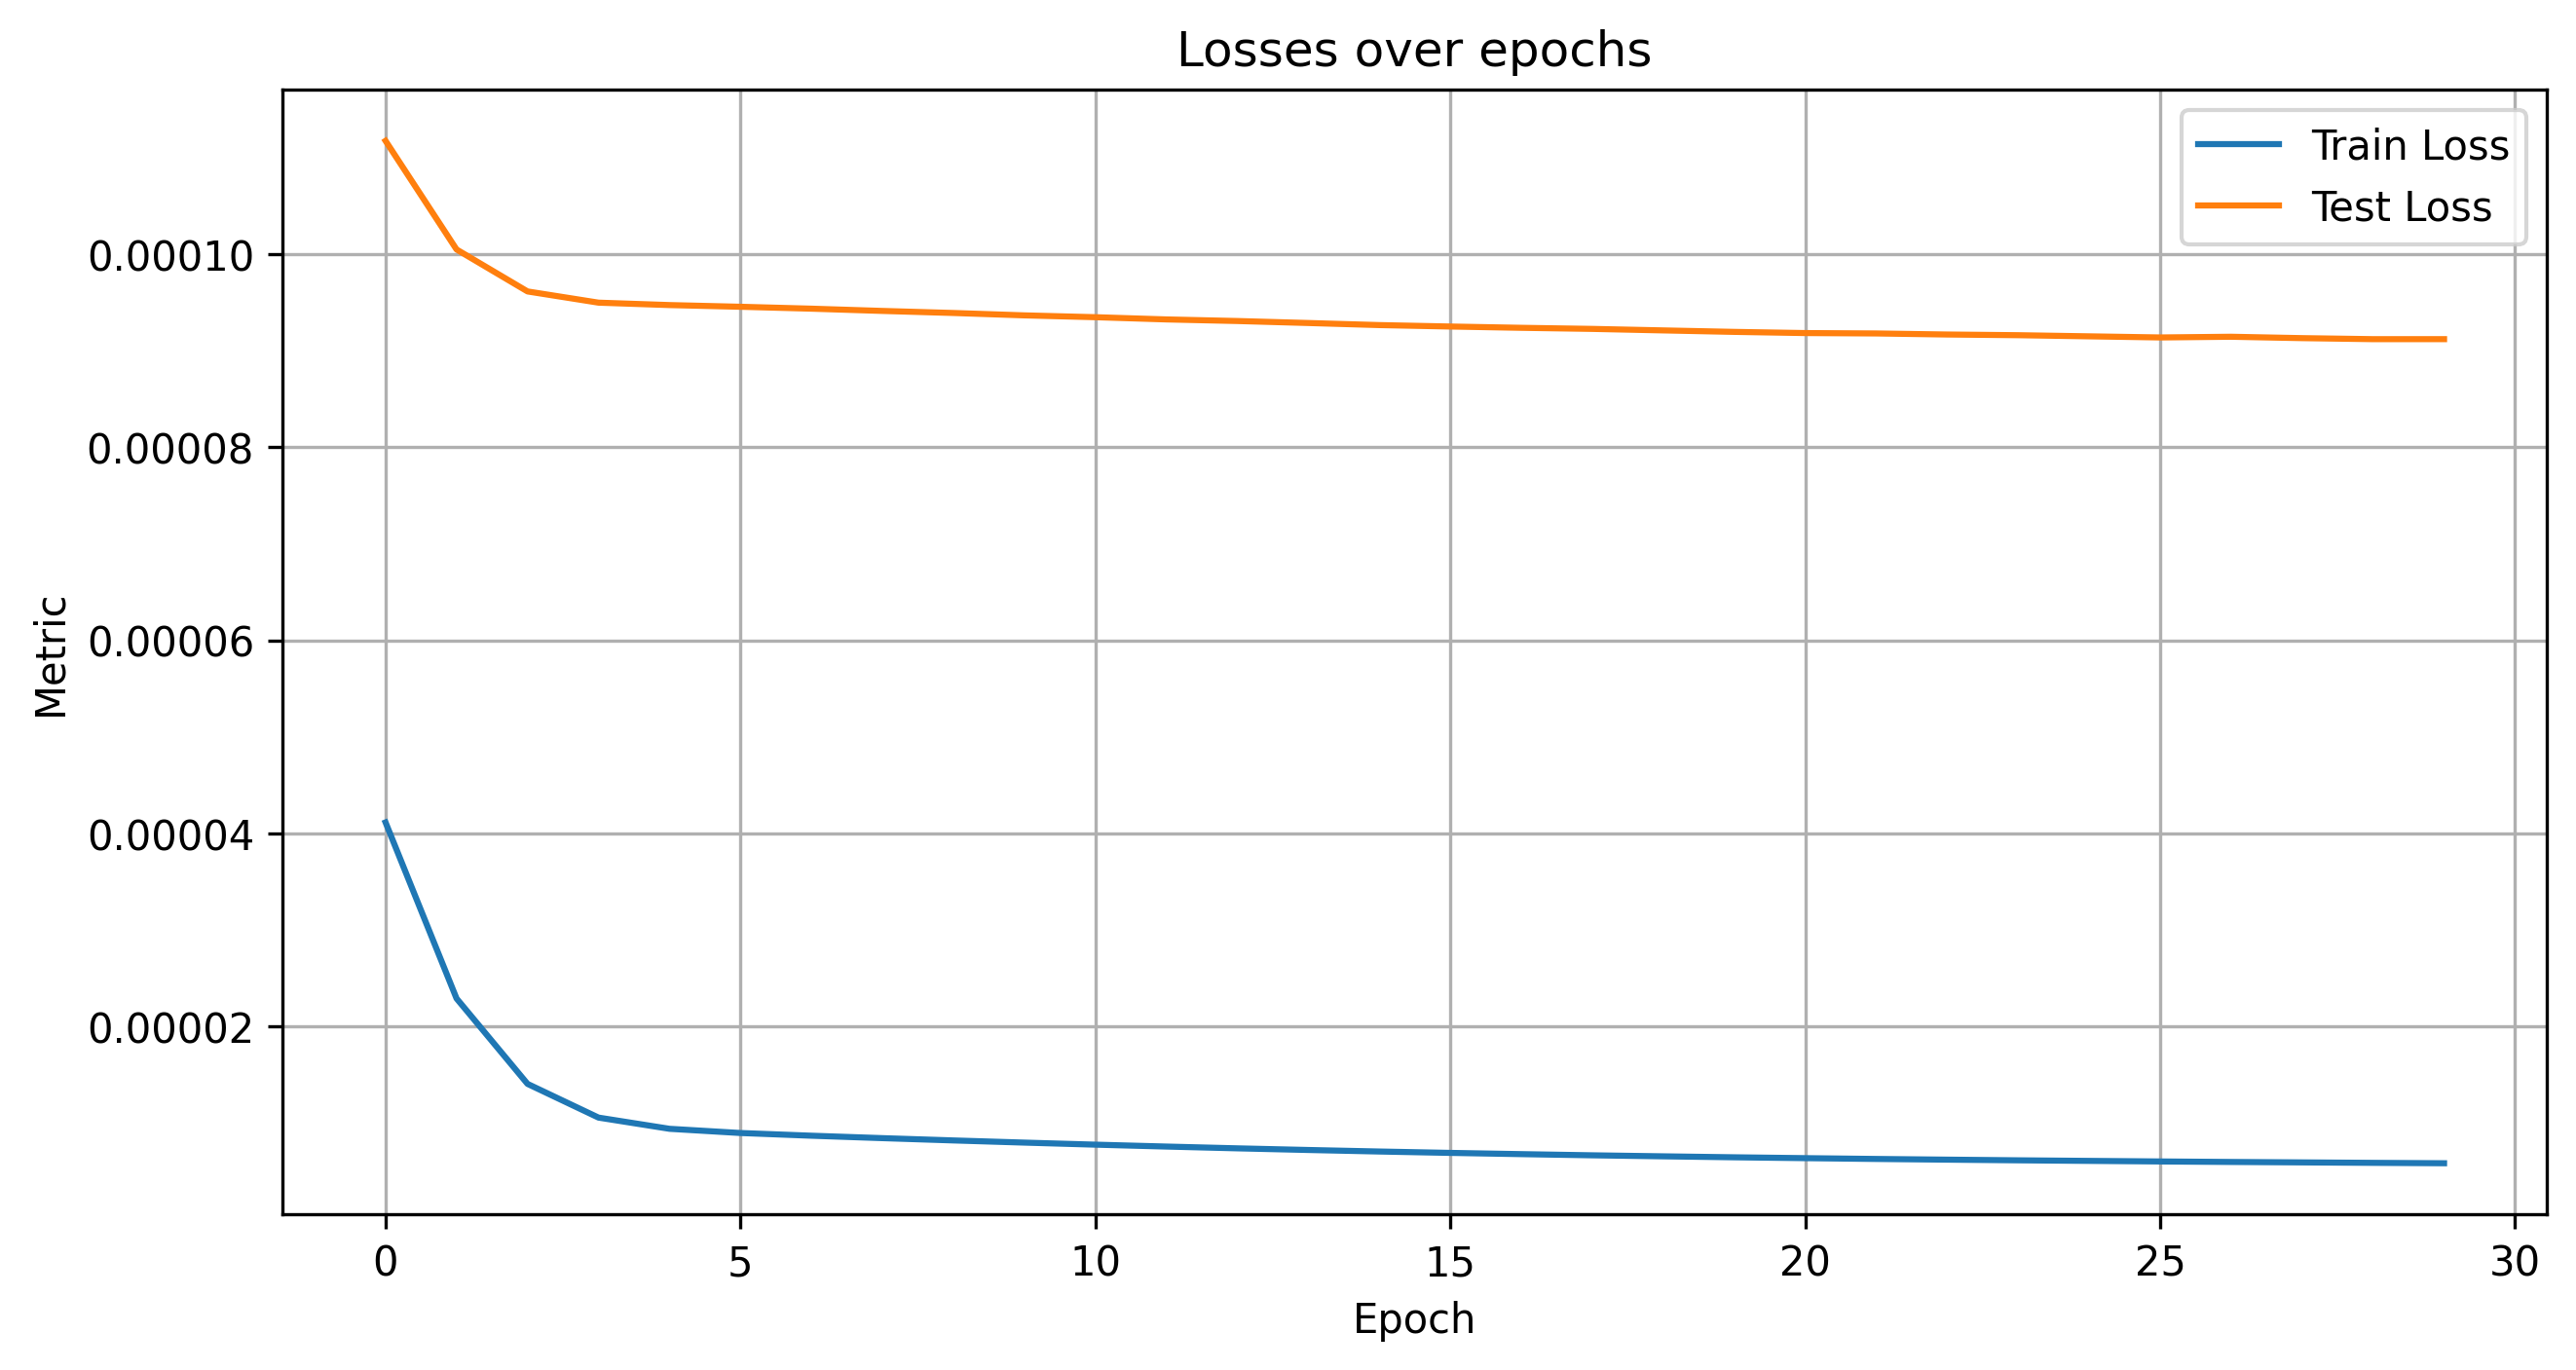 Losses over epochs
Train Loss
Test Loss
0.00010
0.00008
0.00006
0.00004
0.00002
Metric
0 5 10 15 20 25 30
Epoch